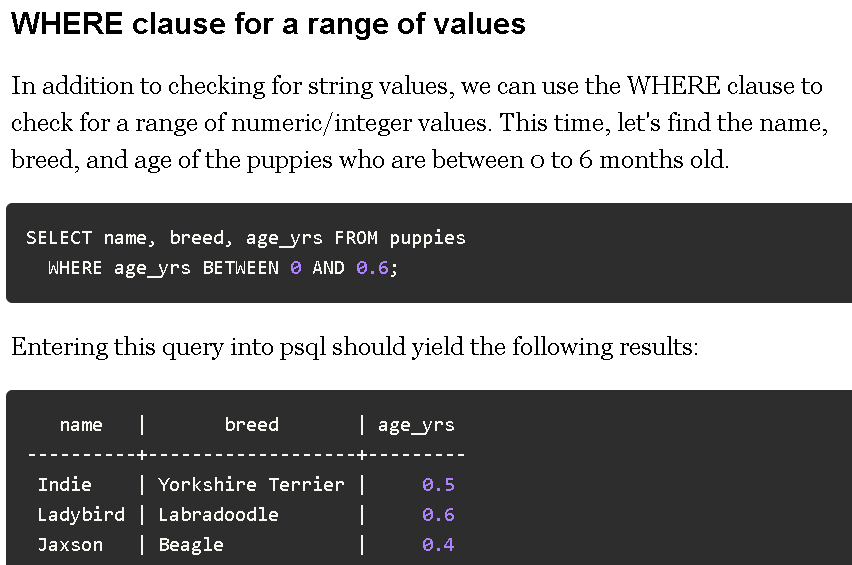 WHERE clause for a range of values
In addition to checking for string values, we can use the WHERE clause to
check for a range of numeric/integer values. This time, let's find the name,
breed, and age of the puppies who are between 0 to 6 months old.
SELECT name, breed, age_yrs FROM puppies
  WHERE age_yrs BETWEEN 0 AND 0.6;
Entering this query into psql should yield the following results:
   name   |       breed       | age_yrs
----------+-------------------+---------
 Indie    | Yorkshire Terrier |     0.5
 Ladybird | Labradoodle       |     0.6
 Jaxson   | Beagle            |     0.4